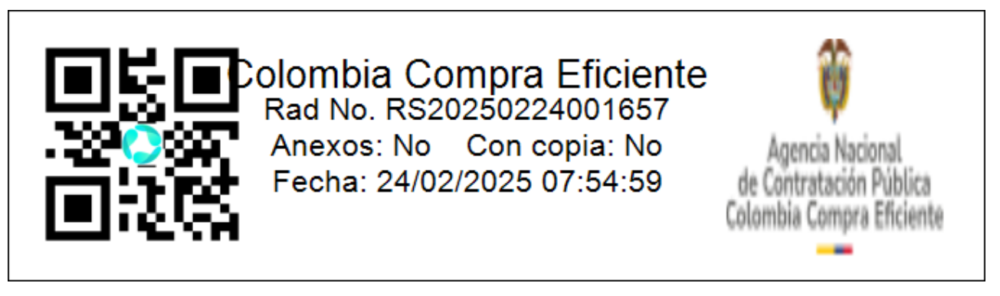 Colombia Compra Eficiente
Rad No. RS20250224001657
Anexos: No Con copia: No
Fecha: 24/02/2025 07:54:59
Agencia Nacional
de Contratación Pública
Colombia Compra Eficiente